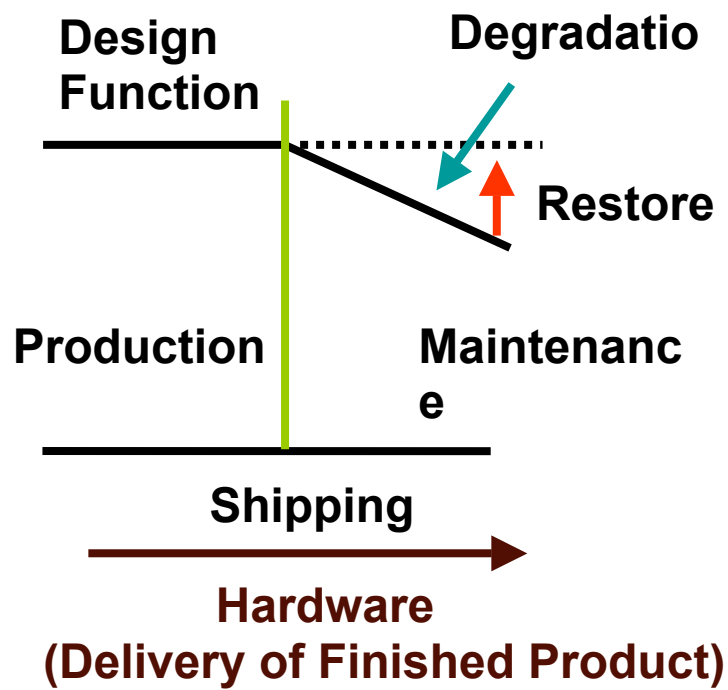 Design
Function
Degradatio
Restore
Production
Maintenanc
e
Shipping
Hardware
(Delivery of Finished Product)